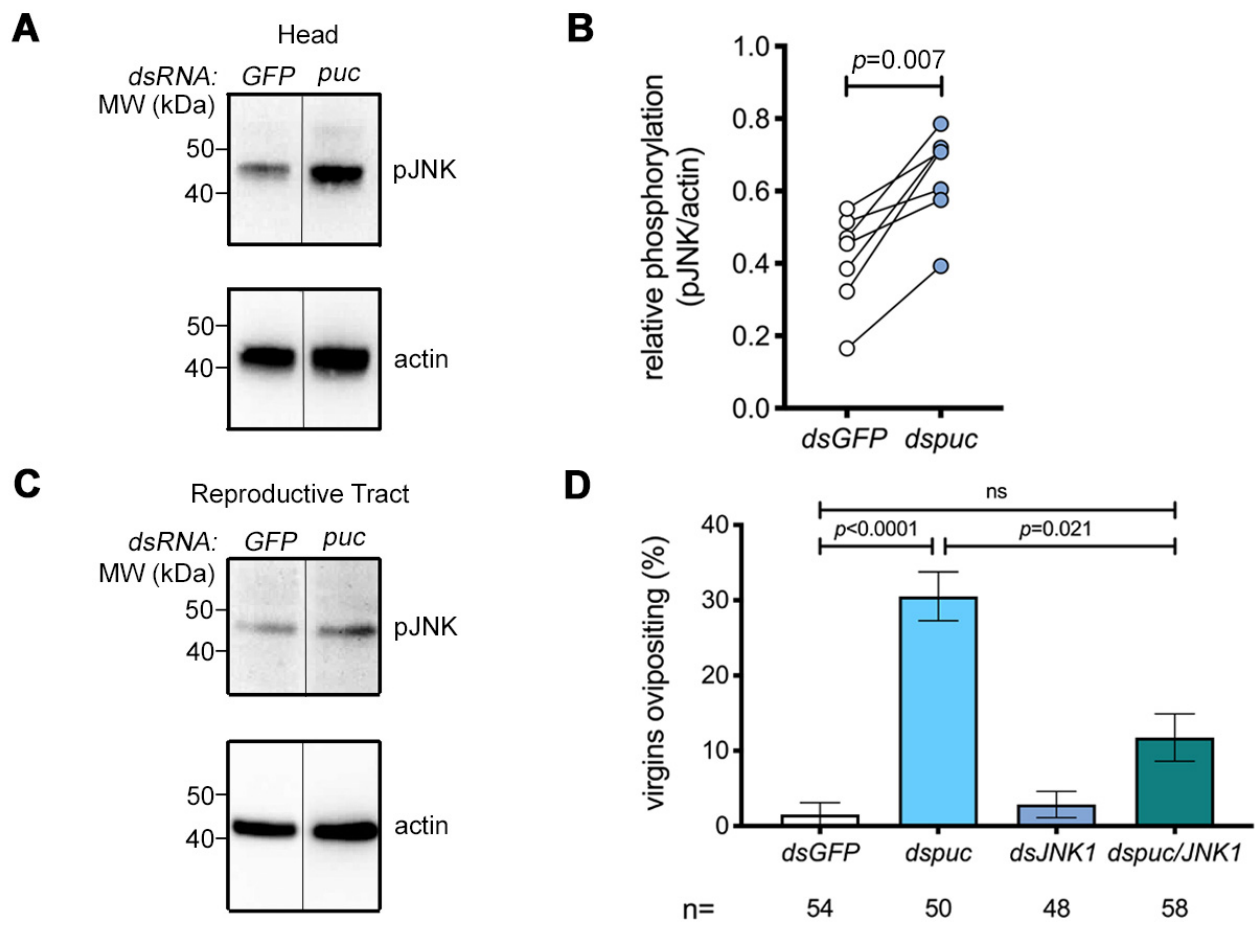 A
Head
dsRNA: GFP puc
MW (kDa)
50
40
pJNK
50
40
actin
B
1.0
0.8
0.6
0.4
0.2
0.0
relative phosphorylation
(pJNK/actin)
p=0.007
dsGFP dspuc
C
Reproductive Tract
dsRNA: GFP puc
MW (kDa)
50
40
pJNK
50
40
actin
D
ns
p<0.0001 p=0.021
40
30
20
10
0
virgins ovipositing (%)
dsGFP dspuc dsJNK1 dspuc/JNK1
n= 54 50 48 58